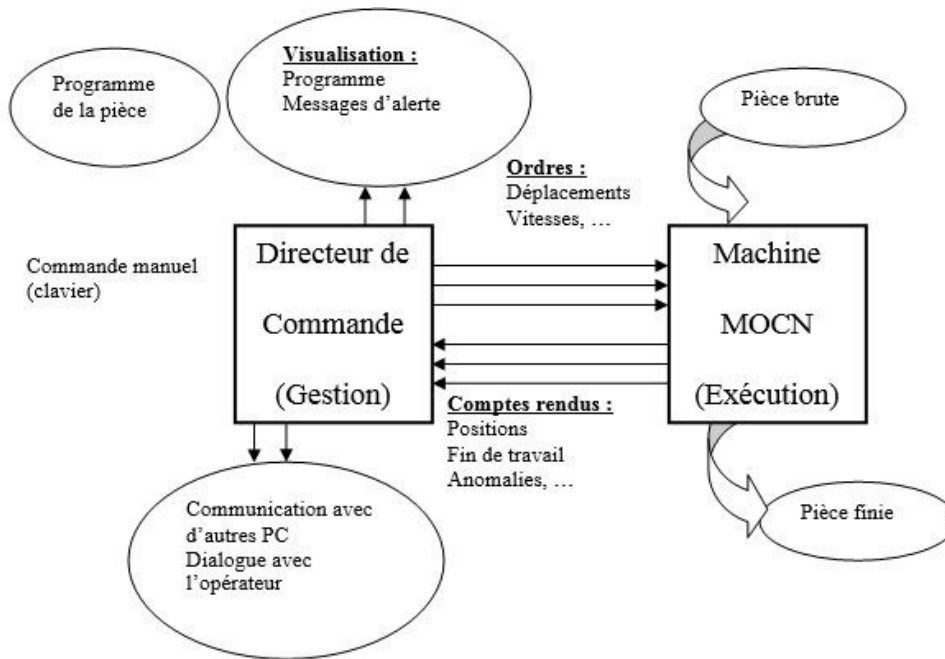 Programme
de la pièce
Visualisation :
Programme
Messages d’alerte
Pièce brute
Ordres :
Déplacements
Vitesses, …
Commande manuel
(clavier)
Directeur de
Commande
(Gestion)
Machine
MOCN
(Exécution)
Comptes rendus :
Positions
Fin de travail
Anomalies, …
Communication avec
d’autres PC
Dialogue avec
l’opérateur
Pièce finie